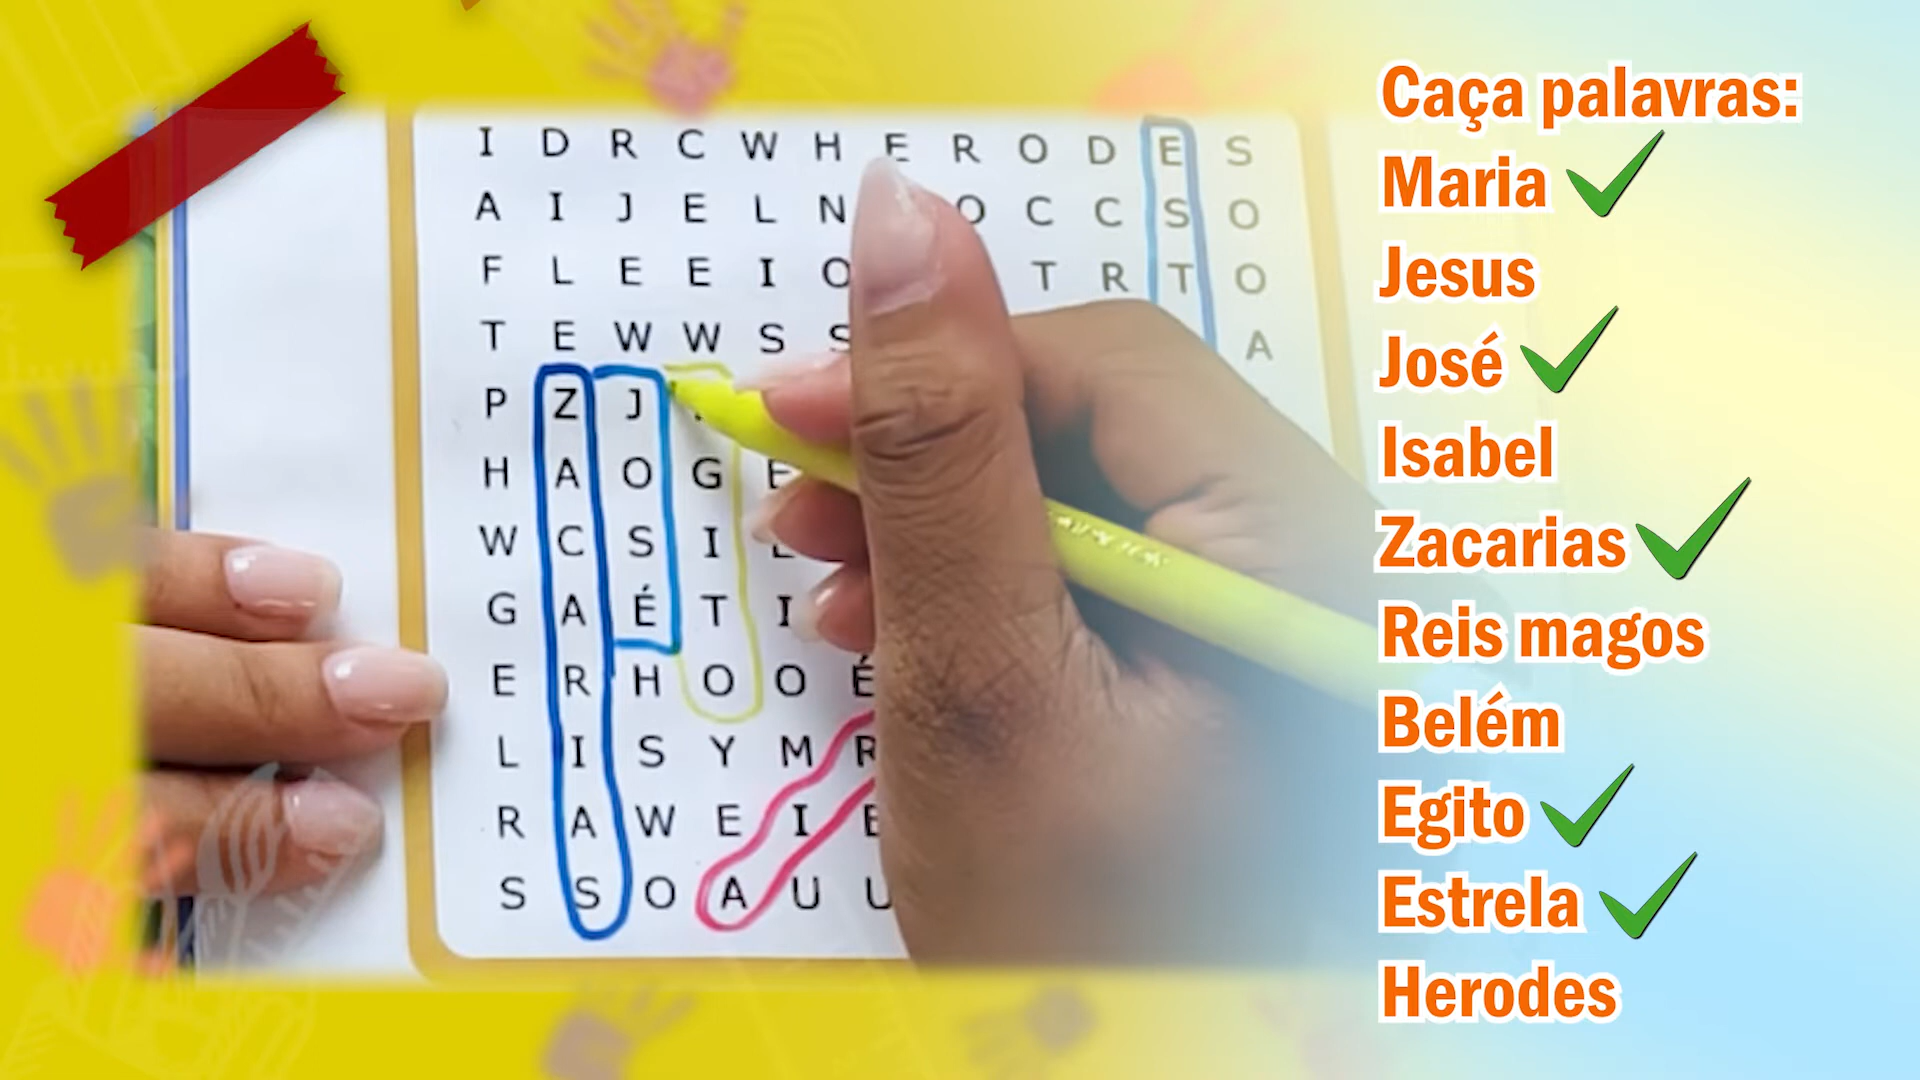 I D R C W H E R O D E S
A I J E L N O C C S O
F L E E I O T R T O
T E W W S S A
P Z J
H A O G E
W C S I
G A É T I
E R H O O É
L I S Y M R
R A W E I E
S S O A U U
Caça palavras:
Maria
Jesus
José
Isabel
Zacarias
Reis magos
Belém
Egito
Estrela
Herodes